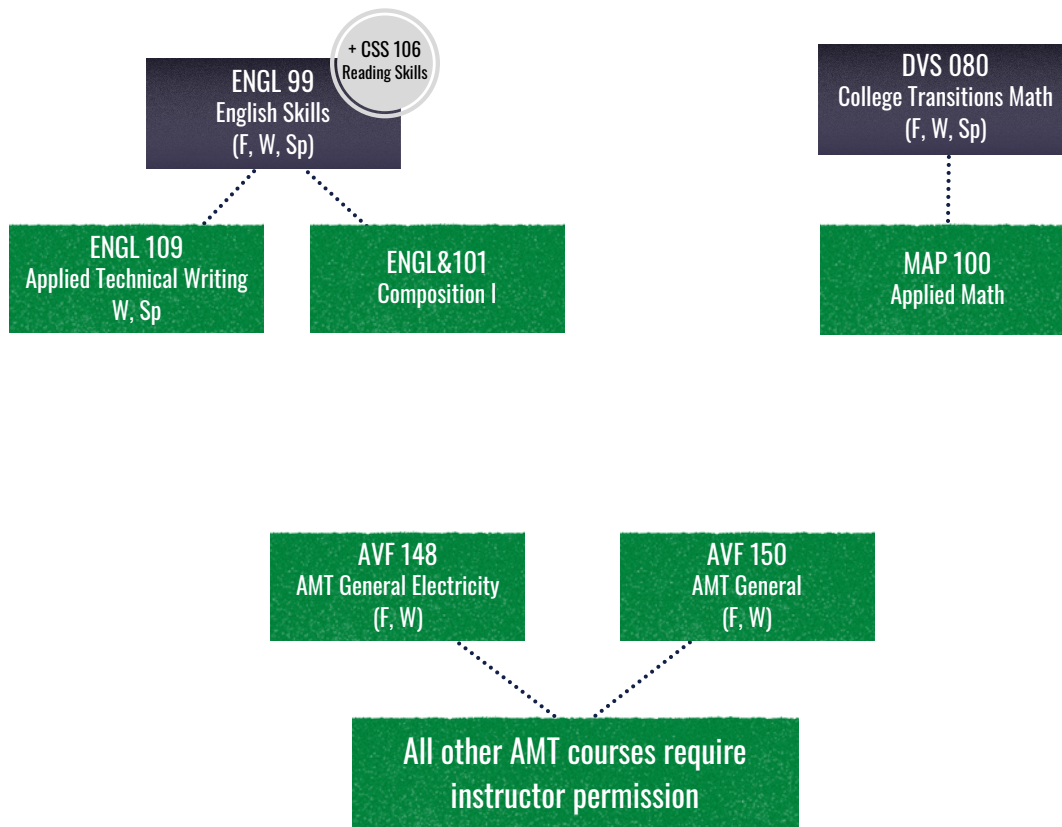 + CSS 106
Reading Skills
ENGL 99
English Skills
(F, W, Sp)
DVS 080
College Transitions Math
(F, W, Sp)
ENGL 109
Applied Technical Writing
W, Sp
ENGL&101
Composition I
MAP 100
Applied Math
AVF 148
AMT General Electricity
(F, W)
AVF 150
AMT General
(F, W)
All other AMT courses require
instructor permission